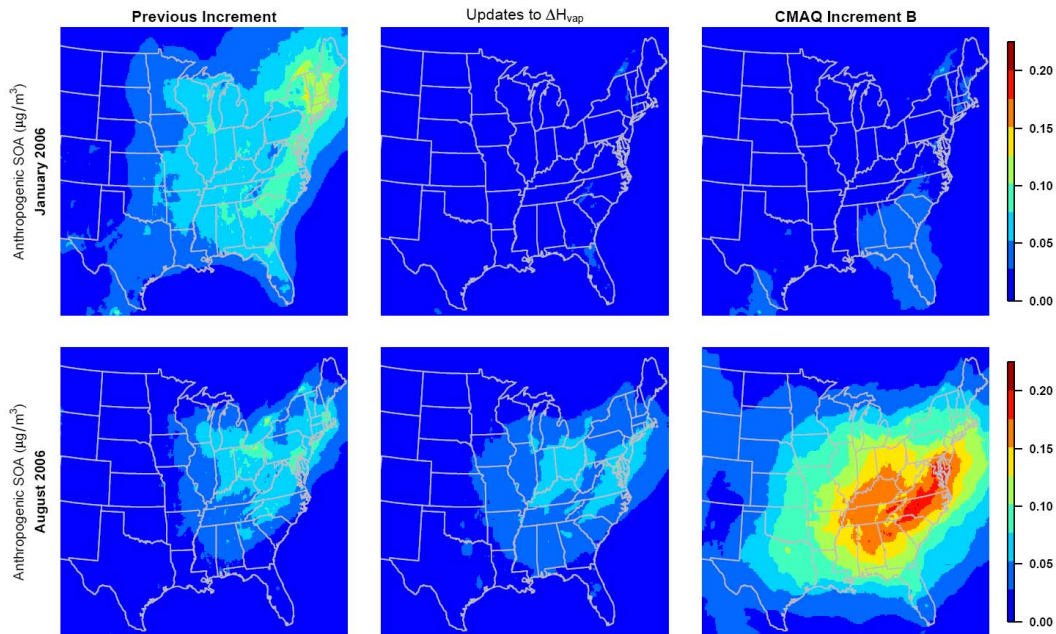 Previous Increment
Updates to ΔHvap
CMAQ Increment B
Anthropogenic SOA (µg/m³)
January 2006
0.20
0.15
0.10
0.05
0.00
Anthropogenic SOA (µg/m³)
August 2006
0.20
0.15
0.10
0.05
0.00